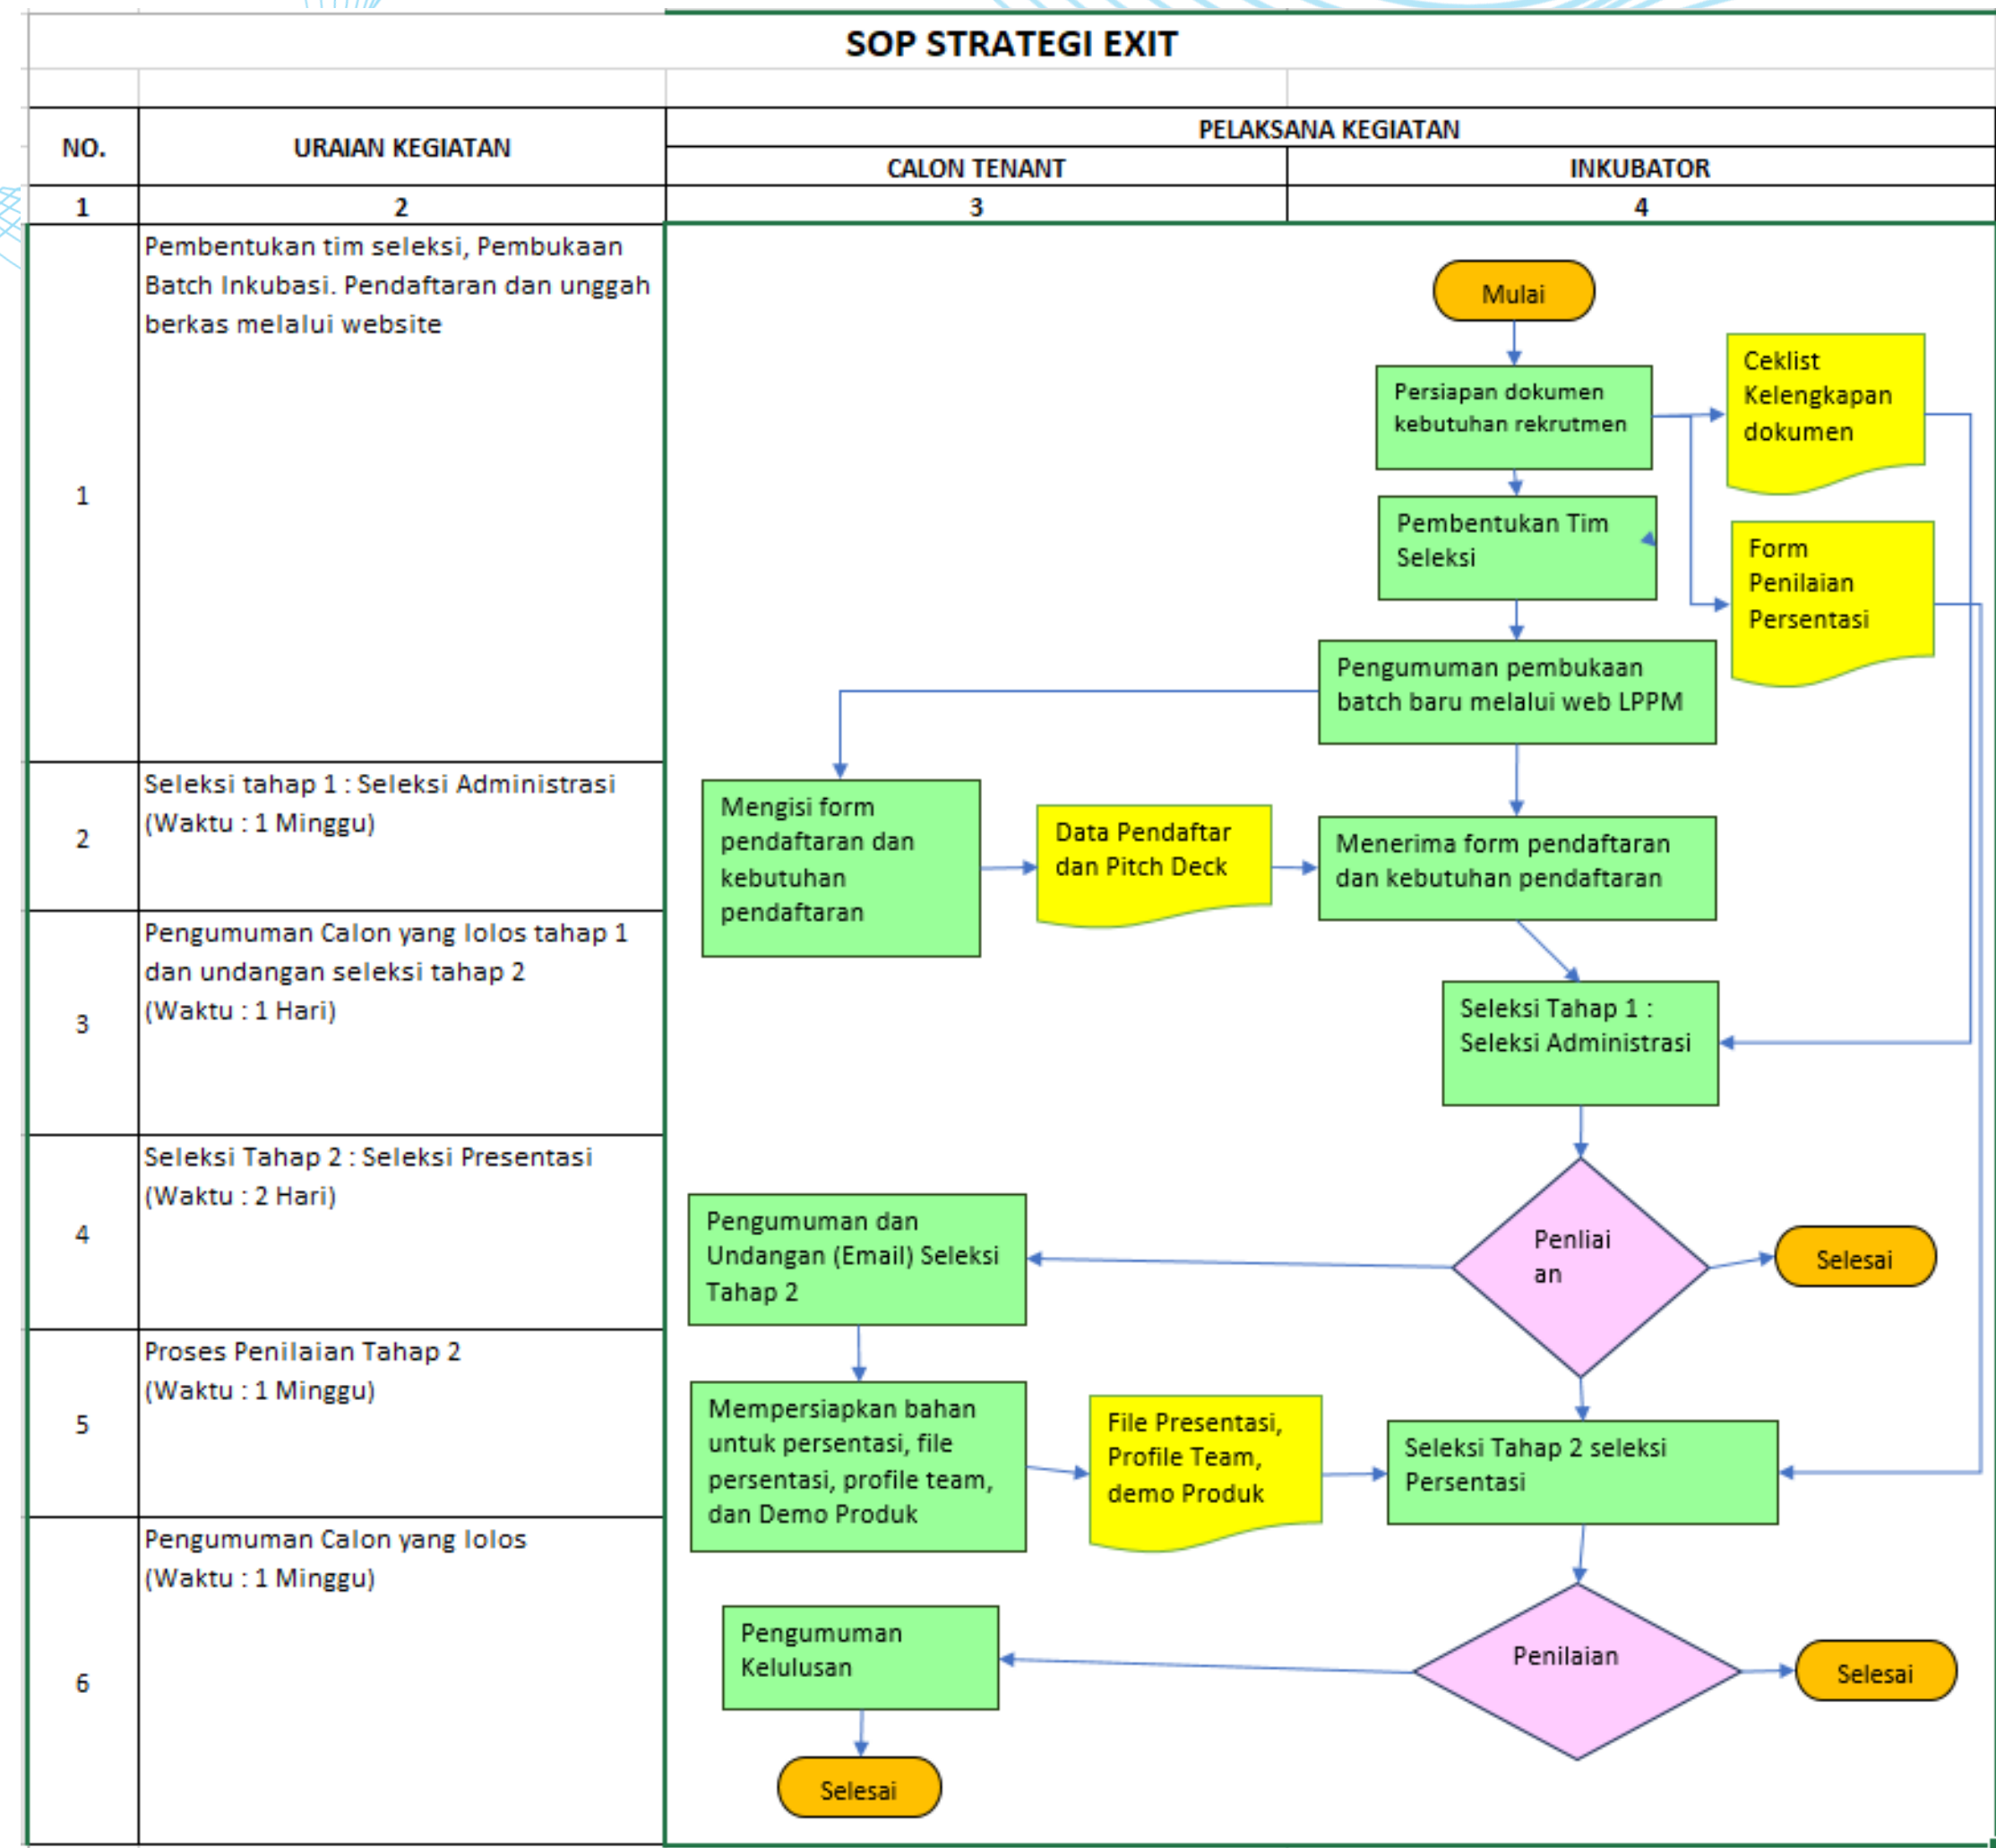 SOP STRATEGI EXIT
NO.
URAIAN KEGIATAN
PELAKSANA KEGIATAN
CALON TENANT
INKUBATOR
1
2
3
4
1
Pembentukan tim seleksi, Pembukaan
Batch Inkubasi. Pendaftaran dan unggah
berkas melalui website
Mulai
Persiapan dokumen
kebutuhan rekrutmen
Ceklist
Kelengkapan
dokumen
Pembentukan Tim
Seleksi
Form
Penilaian
Persentasi
Pengumuman pembukaan
batch baru melalui web LPPM
2
Seleksi tahap 1 : Seleksi Administrasi
(Waktu : 1 Minggu)
Mengisi form
pendaftaran dan
kebutuhan
pendaftaran
Data Pendaftar
dan Pitch Deck
Menerima form pendaftaran
dan kebutuhan pendaftaran
3
Pengumuman Calon yang lolos tahap 1
dan undangan seleksi tahap 2
(Waktu : 1 Hari)
Seleksi Tahap 1 :
Seleksi Administrasi
4
Seleksi Tahap 2 : Seleksi Presentasi
(Waktu : 2 Hari)
Pengumuman dan
Undangan (Email) Seleksi
Tahap 2
Penliai
an
Selesai
5
Proses Penilaian Tahap 2
(Waktu : 1 Minggu)
Mempersiapkan bahan
untuk persentasi, file
persentasi, profile team,
dan Demo Produk
File Presentasi,
Profile Team,
demo Produk
Seleksi Tahap 2 seleksi
Persentasi
6
Pengumuman Calon yang lolos
(Waktu : 1 Minggu)
Pengumuman
Kelulusan
Penilaian
Selesai
Selesai